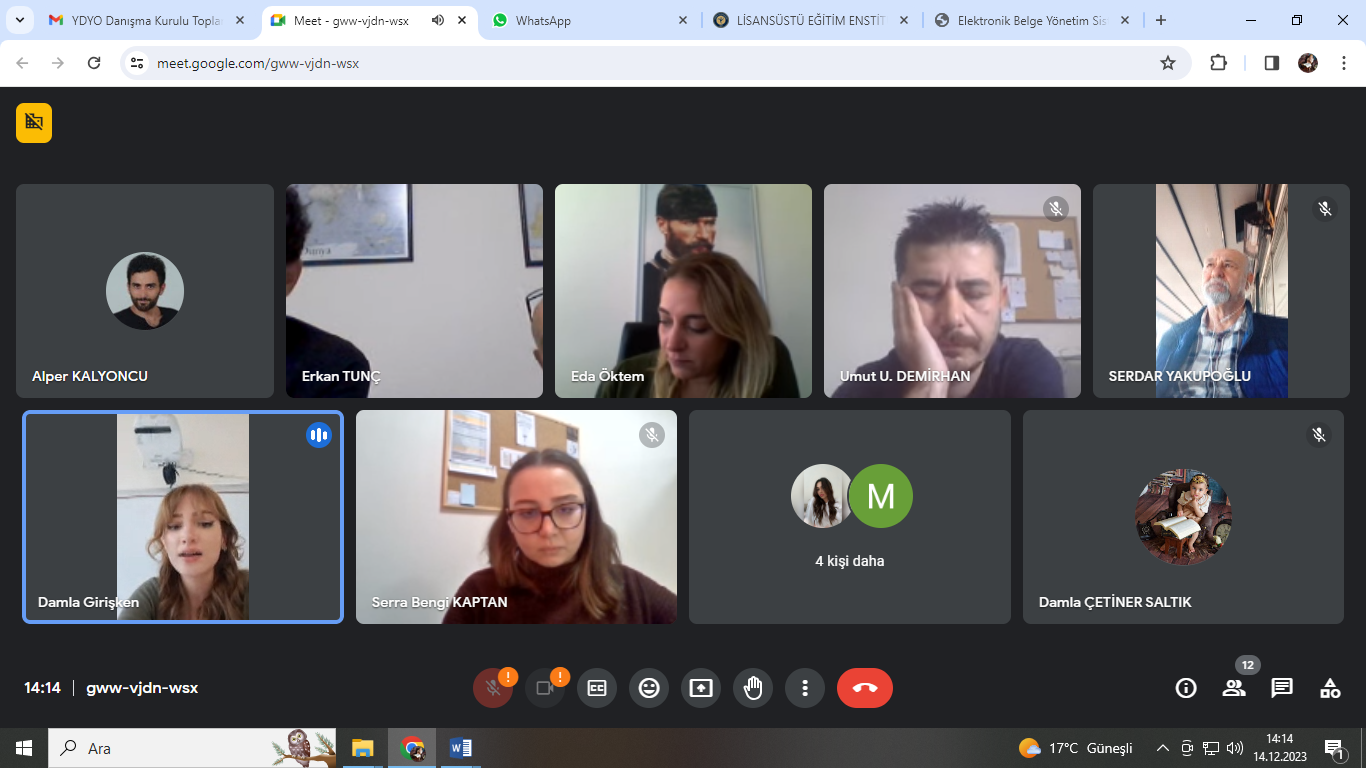 YDYO Danışma Kurulu Topla
Meet - gww-vjdn-wsx
WhatsApp
LİSANSÜSTÜ EĞİTİM ENSTİT
Elektronik Belge Yönetim Sis
meet.google.com/gww-vjdn-wsx
Dünya
Alper KALYONCU
Erkan TUNÇ
Eda Öktem
Umut U. DEMİRHAN
SERDAR YAKUPOĞLU
M
4 kişi daha
Damla Girişken
Serra Bengi KAPTAN
Damla ÇETİNER SALTIK
14:14 | gww-vjdn-wsx
!
!
CC
12
Ara
W
17°C Güneşli
14:14
14.12.2023
1